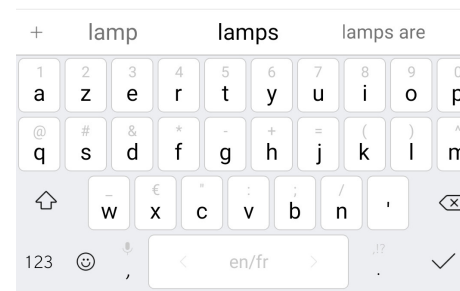 + lamp lamps lamps are
1 2 3 4 5 6 7 8 9 0
a z e r t y u i o p
@ # & * - + = ( ) ^
q s d f g h j k l m
_ € " : ; /
w x c v b n '
123 , < en/fr > ,!? .